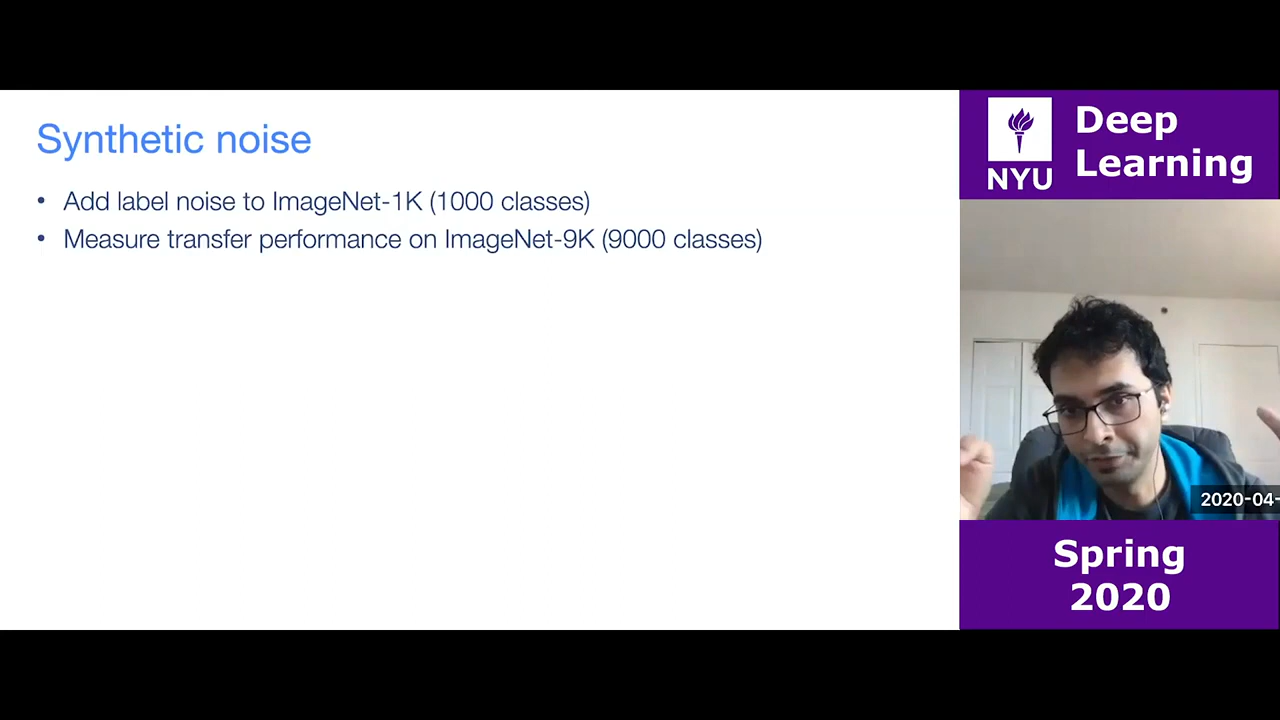 Synthetic noise
• Add label noise to ImageNet-1K (1000 classes)
• Measure transfer performance on ImageNet-9K (9000 classes)
NYU
Deep
Learning
2020-04-
Spring
2020